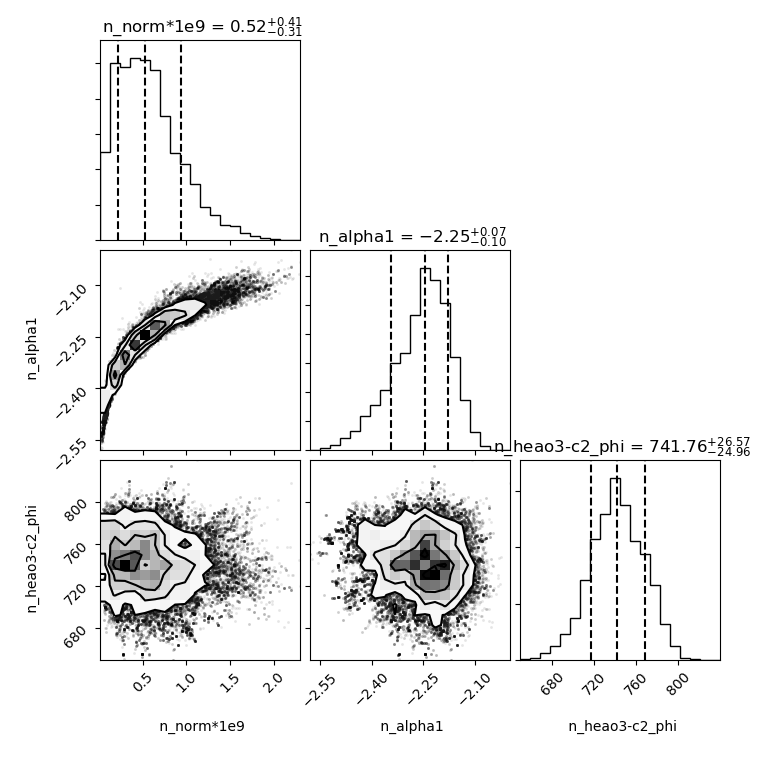 n_norm*1e9 = 0.52+0.41−0.31
n_alpha1 = −2.25+0.07−0.10
−2.10
−2.25
−2.40
−2.55
n_alpha1
n_heao3-c2_phi = 741.76+26.57−24.96
800
760
720
680
n_heao3-c2_phi
0.5
1.0
1.5
2.0
−2.55
−2.40
−2.25
−2.10
680
720
760
800
n_norm*1e9
n_alpha1
n_heao3-c2_phi